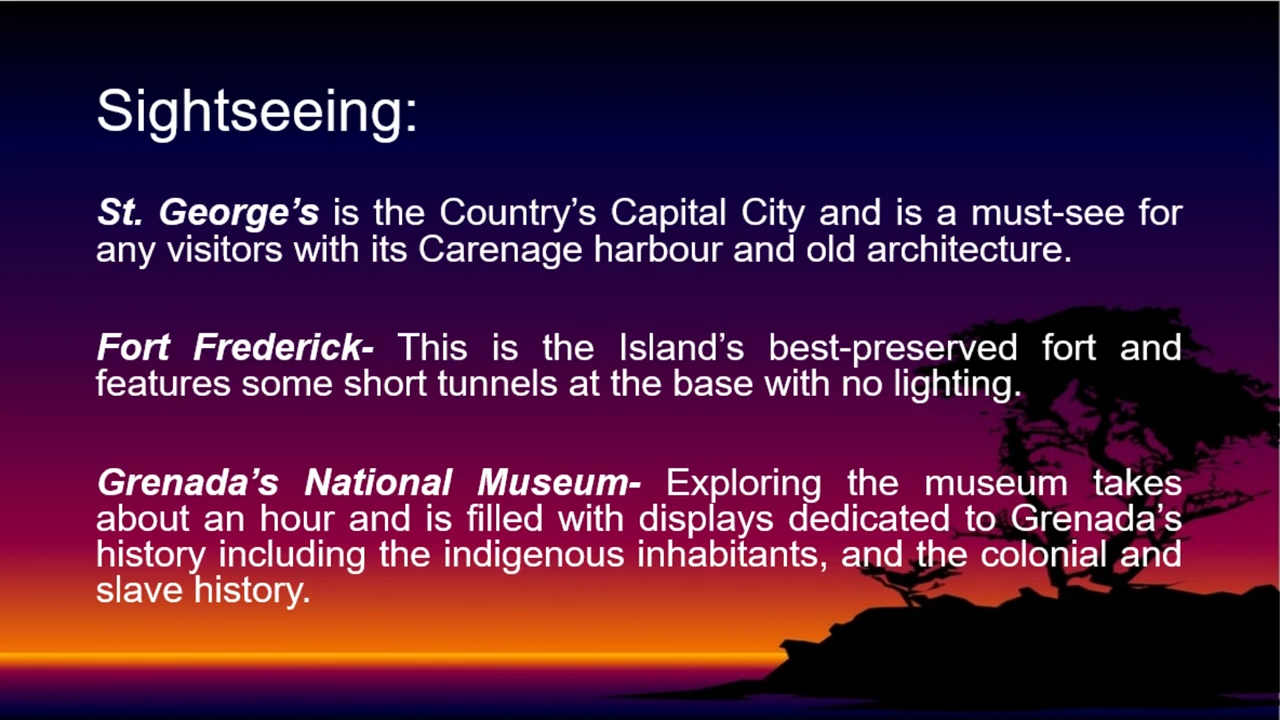 Sightseeing:
St. George’s is the Country’s Capital City and is a must-see for
any visitors with its Carenage harbour and old architecture.
Fort Frederick- This is the Island’s best-preserved fort and
features some short tunnels at the base with no lighting.
Grenada’s National Museum- Exploring the museum takes
about an hour and is filled with displays dedicated to Grenada’s
history including the indigenous inhabitants, and the colonial and
slave history.